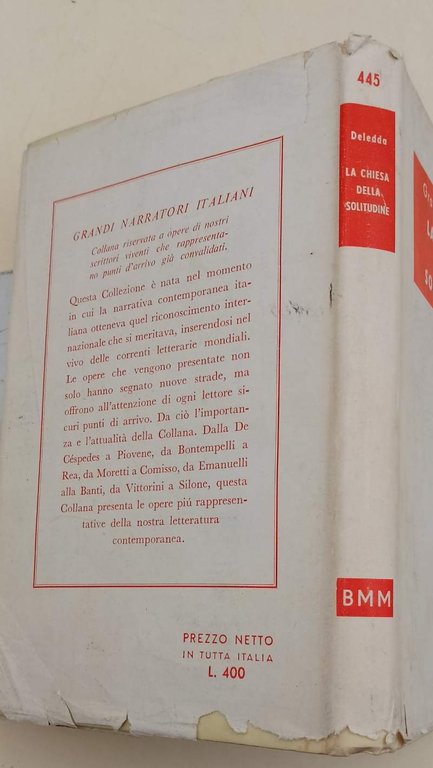 GRANDI NARRATORI ITALIANI
Collana riservata a opere di nostri
scrittori viventi che rappresenta-
no punti d'arrivo già convalidati.
Questa Collezione è nata nel momento
in cui la narrativa contemporanea ita-
liana otteneva quel riconoscimento inter-
nazionale che si meritava, inserendosi nel
vivo delle correnti letterarie mondiali.
Le opere che vengono presentate non
solo hanno segnato nuove strade, ma
offrono all'attenzione di ogni lettore si-
curi punti di arrivo. Da ciò l'importan-
za e l'attualità della Collana. Dalla De
Céspedes a Piovene, da Bontempelli a
Rea, da Moretti a Comisso, da Emanuelli
alla Banti, da Vittorini a Silone, questa
Collana presenta le opere piú rappresen-
tative della nostra letteratura
contemporanea.
PREZZO NETTO
IN TUTTA ITALIA
L. 400
445
Deledda
LA CHIESA
DELLA
SOLITUDINE
BMM